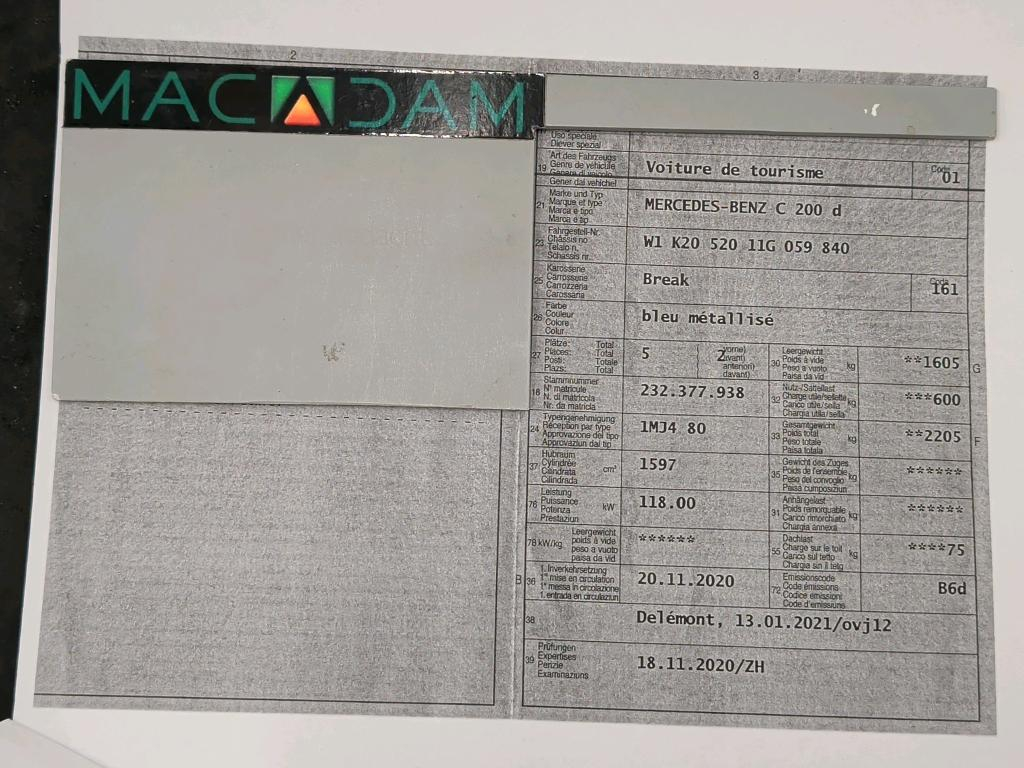 2
3
MACADAM
Uso speciale
Diever spezial
19 Art des Fahrzeugs
Genre de véhicule
Genere di veicolo
Gener dal vehichel
Voiture de tourisme
Code
01
21 Marke und Typ
Marque et type
Marca e tipo
Marca e tip
MERCEDES-BENZ C 200 d
23 Fahrgestell-Nr.
Châssis no
Telaio n.
Schassis nr.
W1 K20 520 11G 059 840
25 Karosserie
Carrosserie
Carrozzeria
Carossaria
Break
Code
161
26 Farbe
Couleur
Colore
Colur
bleu métallisé
27 Plätze: Total
Places: Total
Posti: Totale
Plazs: Total
5
2
vorne)
avant)
anteriori)
davant)
30 Leergewicht
Poids à vide
Peso a vuoto
Paisa da vid
kg
**1605
G
18 Stammnummer
N° matricule
N. di matricola
Nr. da matricla
232.377.938
32 Nutz-/Sattellast
Charge utile/sellette
Carico utile/sella
Chargia utila/sella
kg
***600
24 Typengenehmigung
Réception par type
Approvazione del tipo
Approvaziun dal tip
1MJ4 80
33 Gesamtgewicht
Poids total
Peso totale
Paisa totala
kg
**2205
F
37 Hubraum
Cylindrée
Cilindrata
Cilindrada
cm³
1597
35 Gewicht des Zuges
Poids de l'ensemble
Peso del convoglio
Paisa cumposiziun
kg
******
76 Leistung
Puissance
Potenza
Prestaziun
kW
118.00
31 Anhängelast
Poids remorquable
Carico rimorchiato
Chargia annexa
kg
******
78 kW/kg
Leergewicht
poids à vide
peso a vuoto
paisa da vid
******
55 Dachlast
Charge sur le toit
Carico sul tetto
Chargia sin il tetg
kg
****75
B
36 1. Inverkehrsetzung
1re mise en circulation
1a messa in circolazione
1. entrada en circulaziun
20.11.2020
72 Emissionscode
Code émissions
Codice emissioni
Code d'emissiuns
B6d
38
Delémont, 13.01.2021/ovj12
39 Prüfungen
Expertises
Perizie
Examinaziuns
18.11.2020/ZH